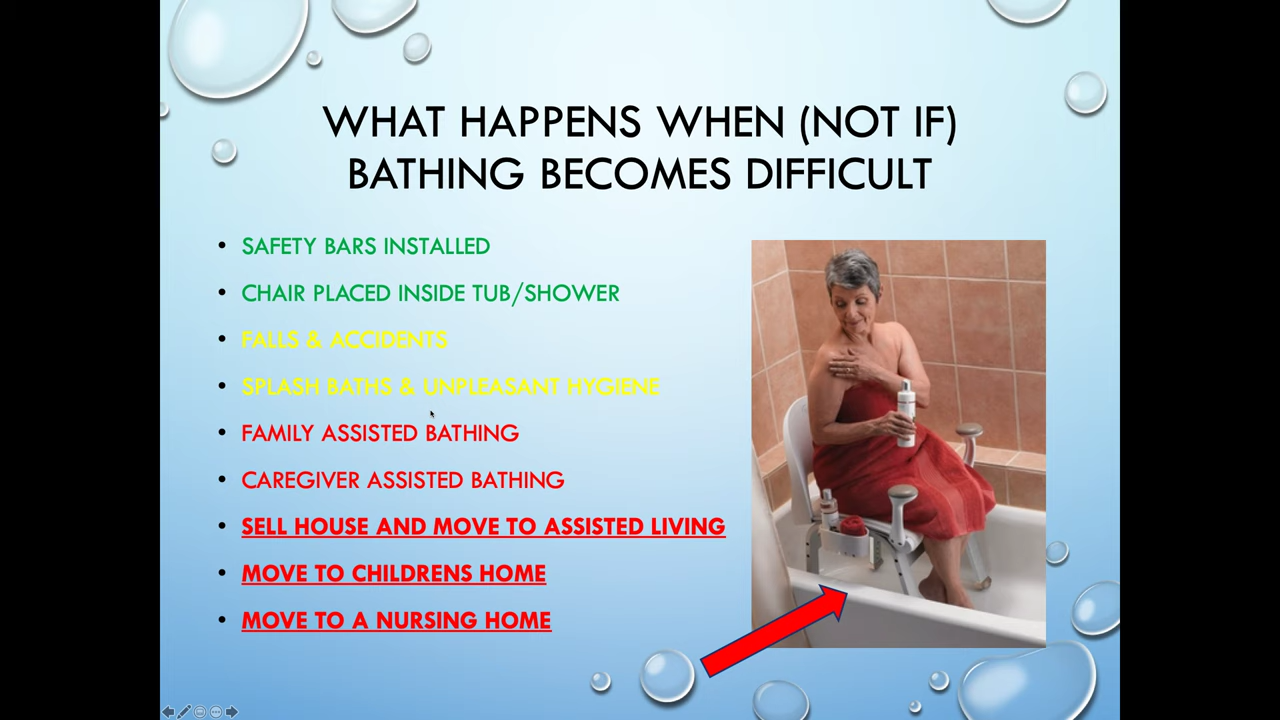 WHAT HAPPENS WHEN (NOT IF)
BATHING BECOMES DIFFICULT
• SAFETY BARS INSTALLED
• CHAIR PLACED INSIDE TUB/SHOWER
• FALLS & ACCIDENTS
• SPLASH BATHS & UNPLEASANT HYGIENE
• FAMILY ASSISTED BATHING
• CAREGIVER ASSISTED BATHING
• SELL HOUSE AND MOVE TO ASSISTED LIVING
• MOVE TO CHILDRENS HOME
• MOVE TO A NURSING HOME